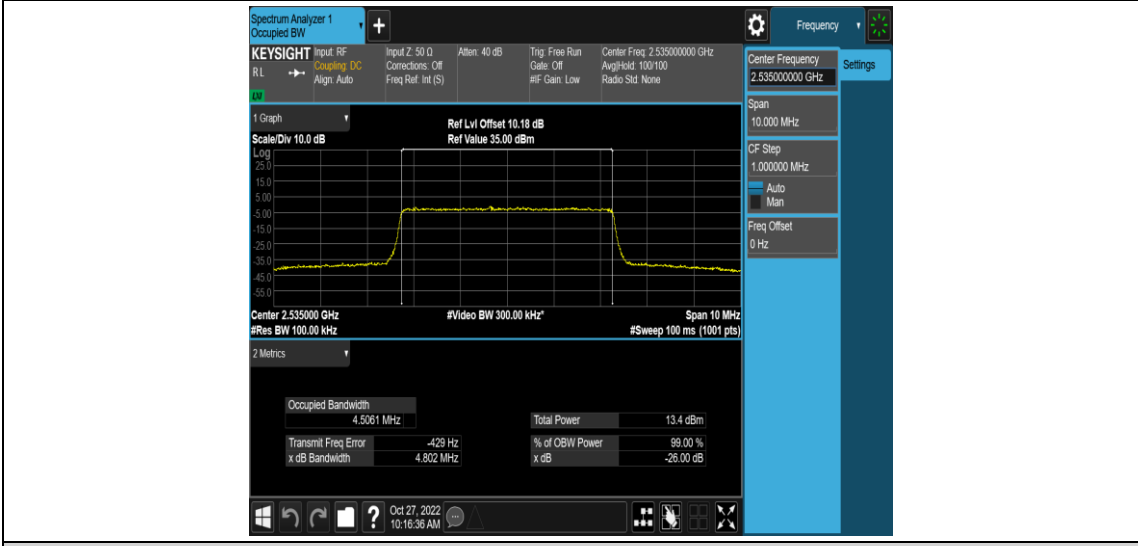 Spectrum Analyzer 1
Occupied BW
Frequency
KEYSIGHT
Input: RF
Input Z: 50 Ω
Atten: 40 dB
Trig: Free Run
Center Freq: 2.535000000 GHz
RL
Coupling: DC
Corrections: Off
Gate: Off
Avg|Hold: 100/100
Align: Auto
Freq Ref: Int (S)
#IF Gain: Low
Radio Std: None
Center Frequency
2.535000000 GHz
Settings
Span
10.000 MHz
CF Step
1.000000 MHz
Auto
Man
Freq Offset
0 Hz
1 Graph
Ref Lvl Offset 10.18 dB
Scale/Div 10.0 dB
Ref Value 35.00 dBm
Log
25.0
15.0
5.00
-5.00
-15.0
-25.0
-35.0
-45.0
-55.0
Center 2.535000 GHz
#Video BW 300.00 kHz*
Span 10 MHz
#Res BW 100.00 kHz
#Sweep 100 ms (1001 pts)
2 Metrics
Occupied Bandwidth
4.5061 MHz
Total Power 13.4 dBm
Transmit Freq Error -429 Hz
% of OBW Power 99.00 %
x dB Bandwidth 4.802 MHz
x dB -26.00 dB
Oct 27, 2022
10:16:36 AM